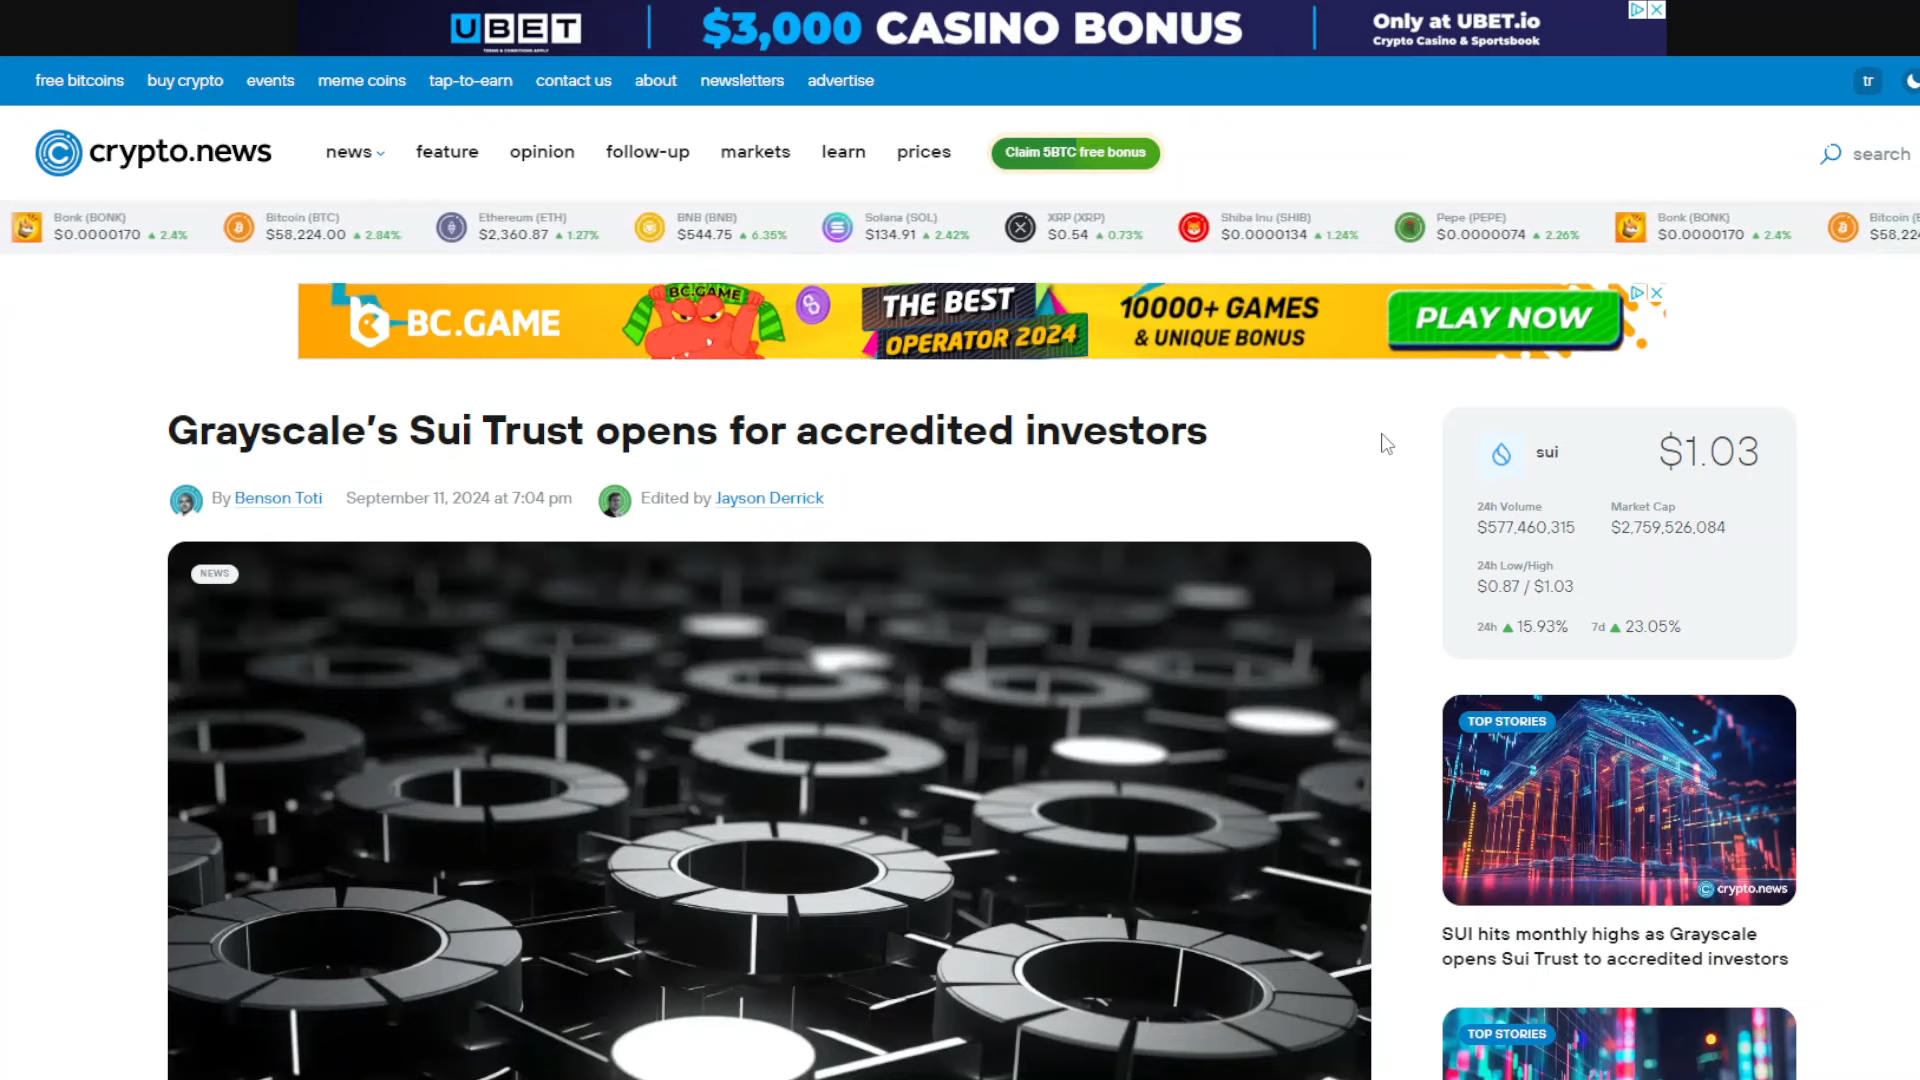 UBET
TERMS & CONDITIONS APPLY
$3,000 CASINO BONUS
Only at UBET.io
Crypto Casino & Sportsbook
free bitcoins buy crypto events meme coins tap-to-earn contact us about newsletters advertise
tr
crypto.news
news feature opinion follow-up markets learn prices
Claim 5BTC free bonus
search
Bonk (BONK)
$0.0000170 ▲ 2.4%
Bitcoin (BTC)
$58,224.00 ▲ 2.84%
Ethereum (ETH)
$2,360.87 ▲ 1.27%
BNB (BNB)
$544.75 ▲ 6.35%
Solana (SOL)
$134.91 ▲ 2.42%
XRP (XRP)
$0.54 ▲ 0.73%
Shiba Inu (SHIB)
$0.0000134 ▲ 1.24%
Pepe (PEPE)
$0.0000074 ▲ 2.26%
Bonk (BONK)
$0.0000170 ▲ 2.4%
Bitcoin (
$58,22
BC.GAME
BC.GAME
THE BEST
OPERATOR 2024
10000+ GAMES
& UNIQUE BONUS
PLAY NOW
Grayscale's Sui Trust opens for accredited investors
By Benson Toti September 11, 2024 at 7:04 pm Edited by Jayson Derrick
NEWS
sui $1.03
24h Volume Market Cap
$577,460,315 $2,759,526,084
24h Low/High
$0.87 / $1.03
24h ▲ 15.93% 7d ▲ 23.05%
TOP STORIES
crypto.news
SUI hits monthly highs as Grayscale
opens Sui Trust to accredited investors
TOP STORIES